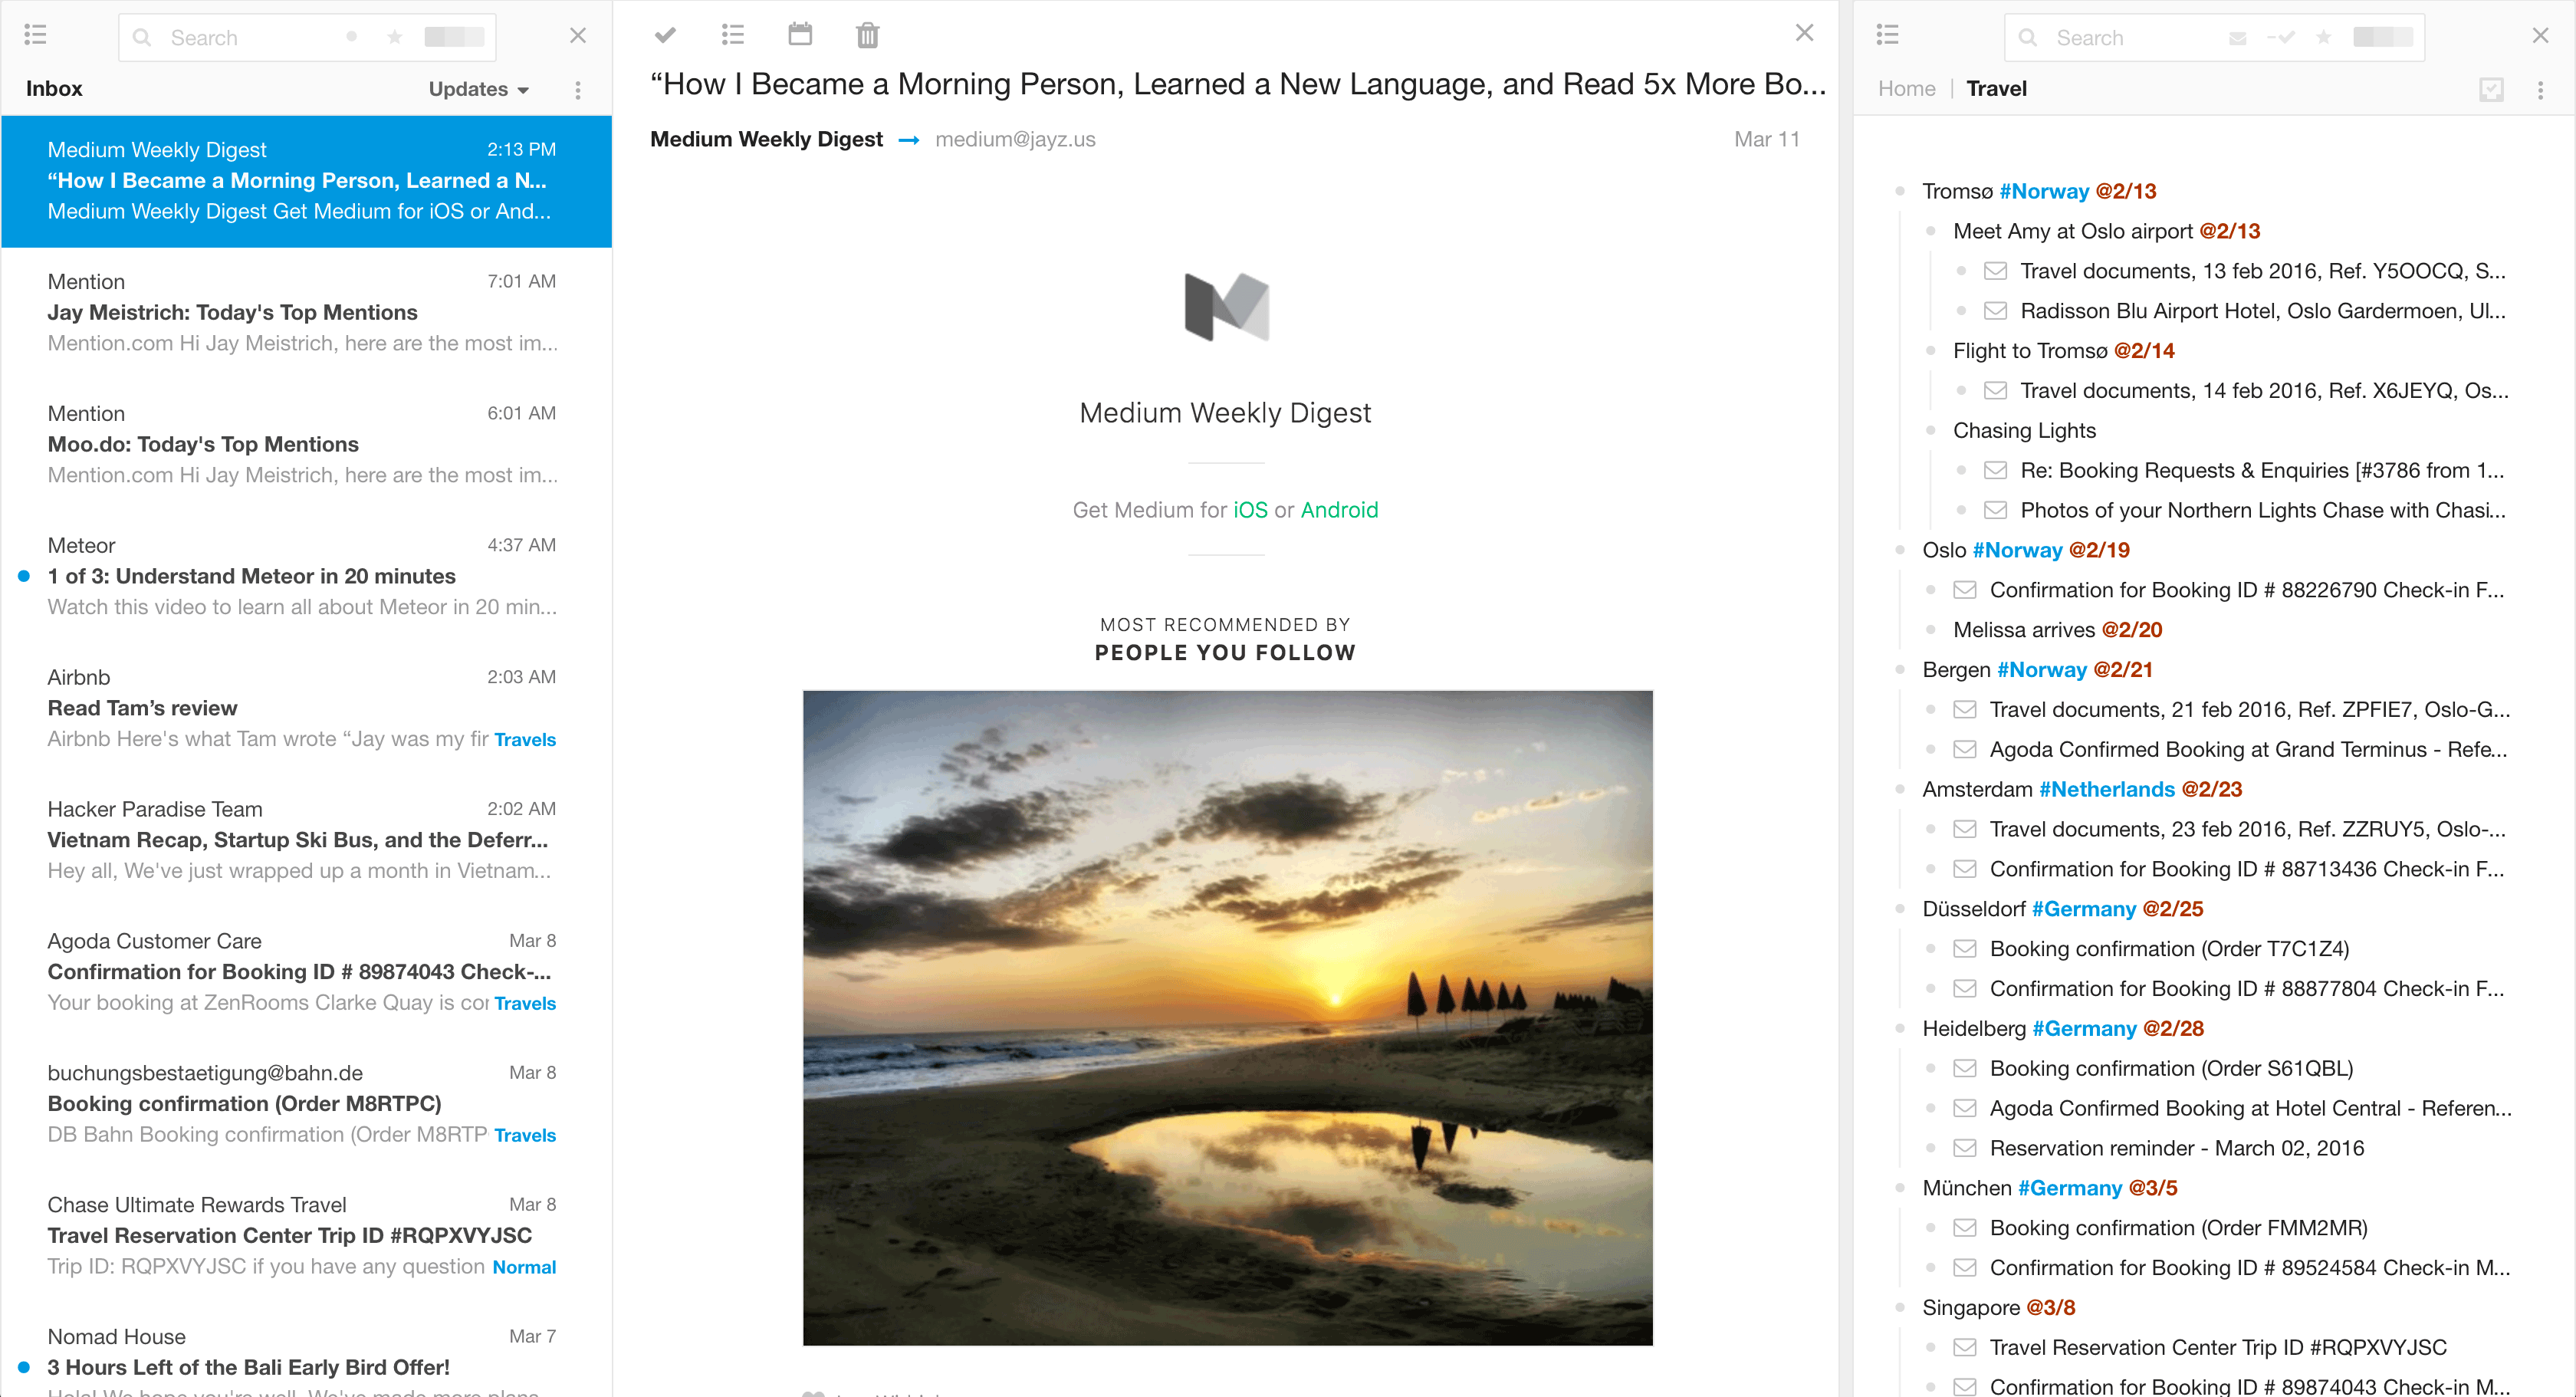 Search
Inbox
Updates
Medium Weekly Digest 2:13 PM
“How I Became a Morning Person, Learned a N...
Medium Weekly Digest Get Medium for iOS or And...
Mention 7:01 AM
Jay Meistrich: Today's Top Mentions
Mention.com Hi Jay Meistrich, here are the most im...
Mention 6:01 AM
Moo.do: Today's Top Mentions
Mention.com Hi Jay Meistrich, here are the most im...
Meteor 4:37 AM
1 of 3: Understand Meteor in 20 minutes
Watch this video to learn all about Meteor in 20 min...
Airbnb 2:03 AM
Read Tam’s review
Airbnb Here's what Tam wrote “Jay was my fir Travels
Hacker Paradise Team 2:02 AM
Vietnam Recap, Startup Ski Bus, and the Deferr...
Hey all, We've just wrapped up a month in Vietnam...
Agoda Customer Care Mar 8
Confirmation for Booking ID # 89874043 Check-...
Your booking at ZenRooms Clarke Quay is cor Travels
buchungsbestaetigung@bahn.de Mar 8
Booking confirmation (Order M8RTPC)
DB Bahn Booking confirmation (Order M8RTP Travels
Chase Ultimate Rewards Travel Mar 8
Travel Reservation Center Trip ID #RQPXVYJSC
Trip ID: RQPXVYJSC if you have any question Normal
Nomad House Mar 7
3 Hours Left of the Bali Early Bird Offer!
“How I Became a Morning Person, Learned a New Language, and Read 5x More Bo...
Medium Weekly Digest → medium@jayz.us Mar 11
Medium Weekly Digest
Get Medium for iOS or Android
MOST RECOMMENDED BY
PEOPLE YOU FOLLOW
Search
Home | Travel
Tromsø #Norway @2/13
Meet Amy at Oslo airport @2/13
Travel documents, 13 feb 2016, Ref. Y5OOCQ, S...
Radisson Blu Airport Hotel, Oslo Gardermoen, Ul...
Flight to Tromsø @2/14
Travel documents, 14 feb 2016, Ref. X6JEYQ, Os...
Chasing Lights
Re: Booking Requests & Enquiries [#3786 from 1...
Photos of your Northern Lights Chase with Chasi...
Oslo #Norway @2/19
Confirmation for Booking ID # 88226790 Check-in F...
Melissa arrives @2/20
Bergen #Norway @2/21
Travel documents, 21 feb 2016, Ref. ZPFIE7, Oslo-G...
Agoda Confirmed Booking at Grand Terminus - Refe...
Amsterdam #Netherlands @2/23
Travel documents, 23 feb 2016, Ref. ZZRUY5, Oslo-...
Confirmation for Booking ID # 88713436 Check-in F...
Düsseldorf #Germany @2/25
Booking confirmation (Order T7C1Z4)
Confirmation for Booking ID # 88877804 Check-in F...
Heidelberg #Germany @2/28
Booking confirmation (Order S61QBL)
Agoda Confirmed Booking at Hotel Central - Referen...
Reservation reminder - March 02, 2016
München #Germany @3/5
Booking confirmation (Order FMM2MR)
Confirmation for Booking ID # 89524584 Check-in M...
Singapore @3/8
Travel Reservation Center Trip ID #RQPXVYJSC
Confirmation for Booking ID # 89874043 Check-in M...